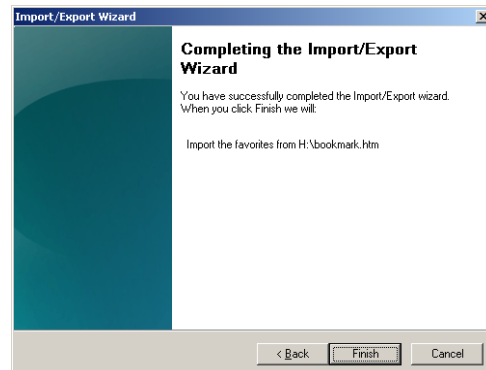 Import/Export Wizard
Completing the Import/Export
Wizard
You have successfully completed the Import/Export wizard.
When you click Finish we will:
Import the favorites from H:\bookmark.htm
< Back
Finish
Cancel